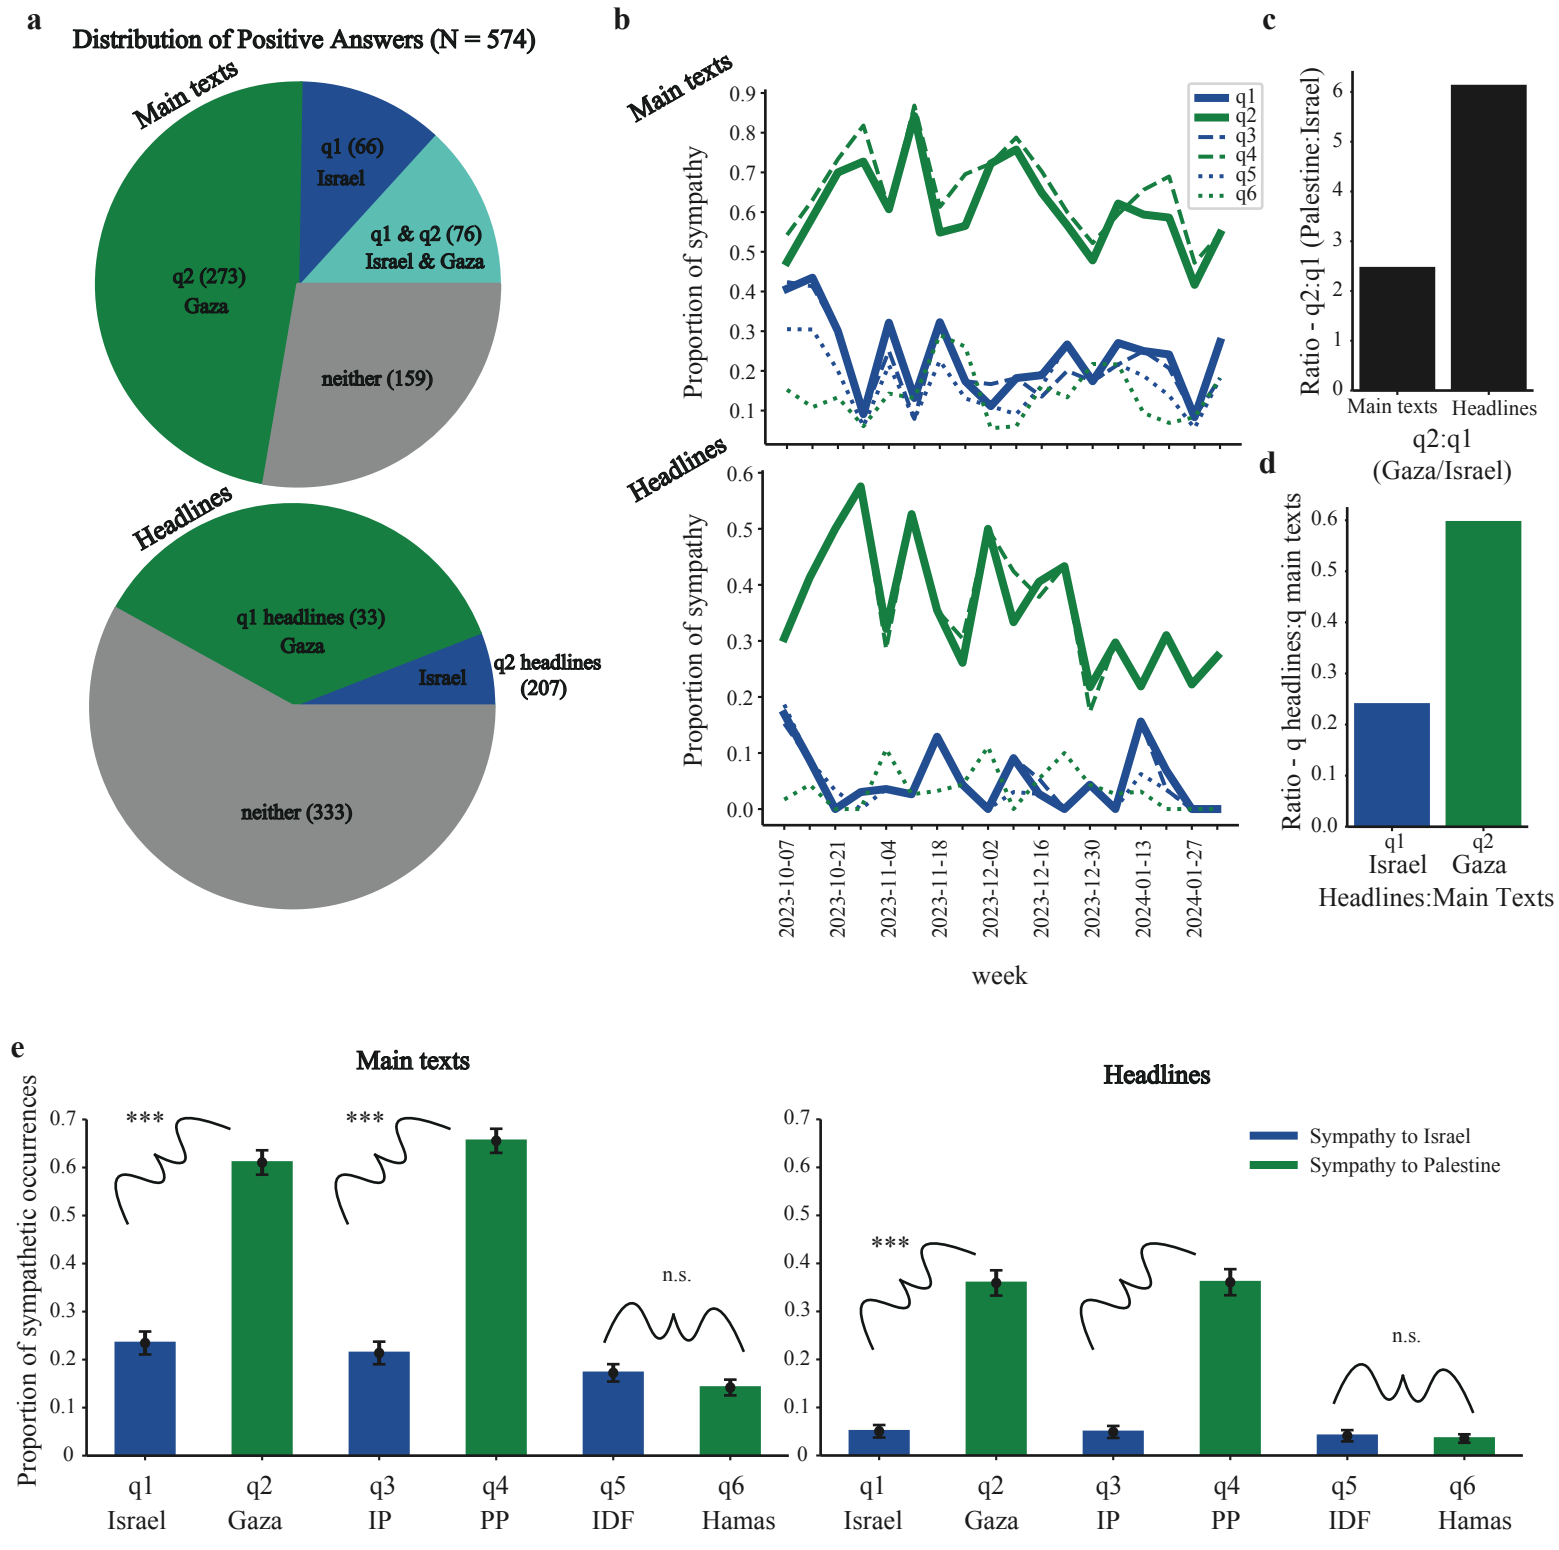 a
Distribution of Positive Answers (N = 574)
Main texts
q1 (66)
Israel
q1 & q2 (76)
Israel & Gaza
q2 (273)
Gaza
neither (159)
Headlines
q1 headlines (33)
Gaza
Israel
q2 headlines
(207)
neither (333)
b
Main texts
Proportion of sympathy
0.9
0.8
0.7
0.6
0.5
0.4
0.3
0.2
0.1
q1
q2
q3
q4
q5
q6
Headlines
Proportion of sympathy
0.6
0.5
0.4
0.3
0.2
0.1
0.0
2023-10-07
2023-10-21
2023-11-04
2023-11-18
2023-12-02
2023-12-16
2023-12-30
2024-01-13
2024-01-27
week
c
Ratio - q2:q1 (Palestine:Israel)
6
5
4
3
2
1
0
Main texts
Headlines
q2:q1
(Gaza/Israel)
d
Ratio - q headlines:q main texts
0.6
0.5
0.4
0.3
0.2
0.1
0.0
q1
q2
Israel
Gaza
Headlines:Main Texts
e
Main texts
Proportion of sympathetic occurrences
0.7
0.6
0.5
0.4
0.3
0.2
0.1
0
***
***
n.s.
q1
q2
q3
q4
q5
q6
Israel
Gaza
IP
PP
IDF
Hamas
Headlines
0.7
0.6
0.5
0.4
0.3
0.2
0.1
0
Sympathy to Israel
Sympathy to Palestine
***
n.s.
q1
q2
q3
q4
q5
q6
Israel
Gaza
IP
PP
IDF
Hamas